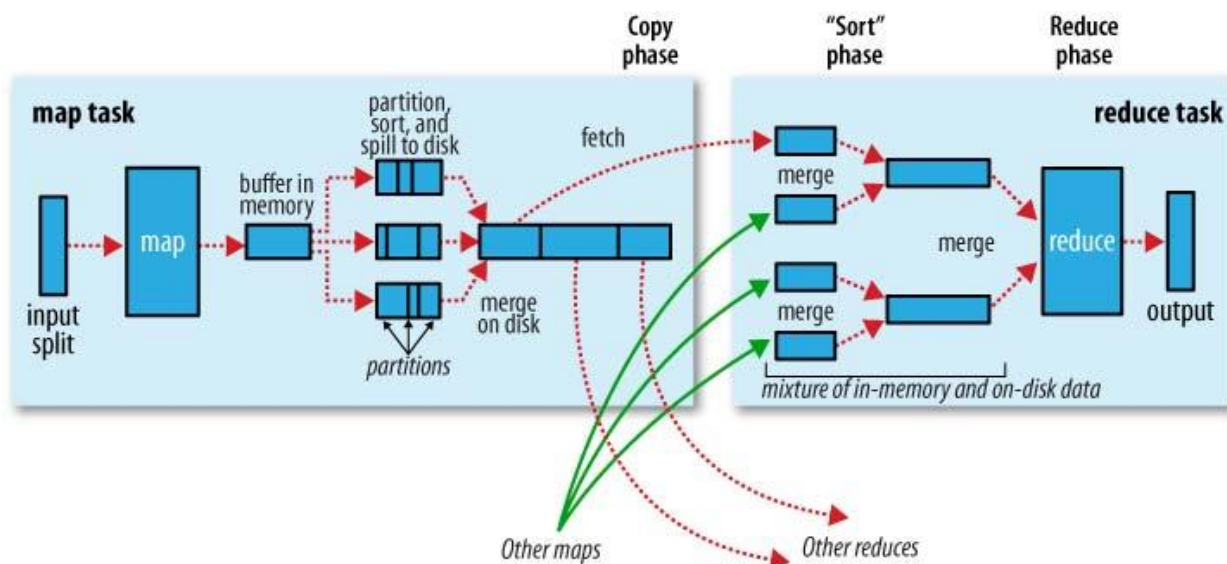 Copy
phase
“Sort”
phase
Reduce
phase
map task
partition,
sort, and
spill to disk
fetch
reduce task
buffer in
memory
merge
map
merge
reduce
input
split
merge
on disk
merge
output
partitions
mixture of in-memory and on-disk data
Other maps
Other reduces